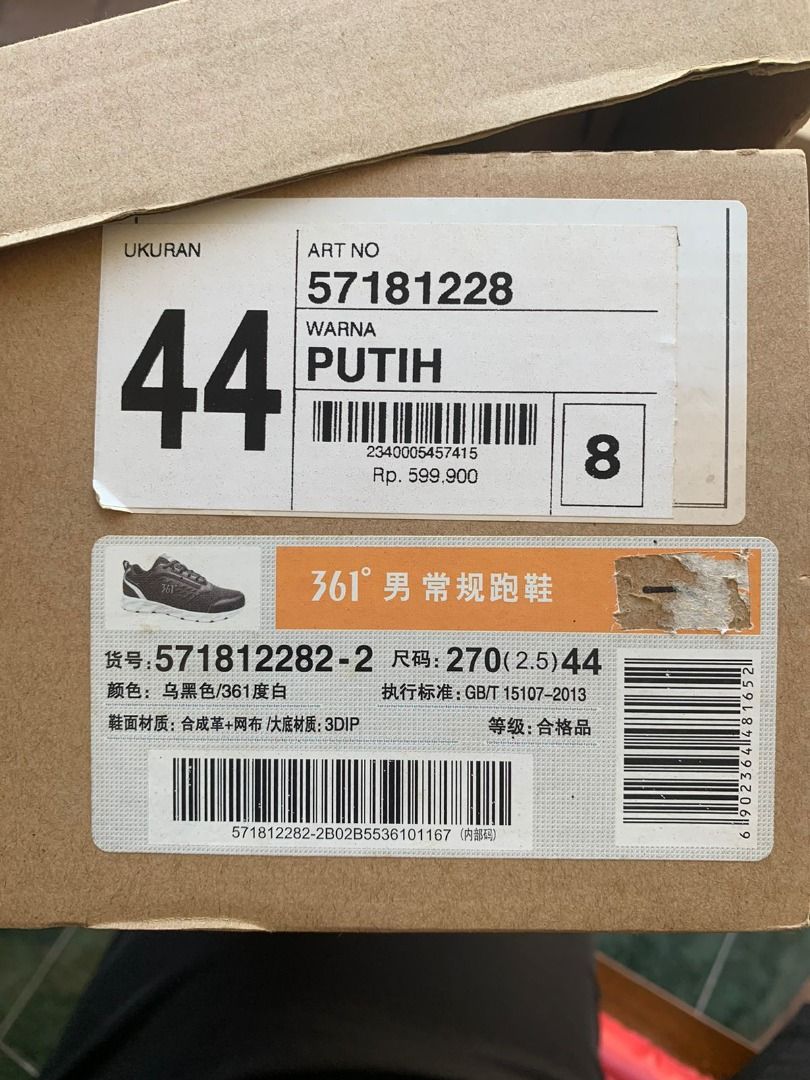 UKURAN
44
ART NO
57181228
WARNA
PUTIH
2340005457415
Rp. 599.900
8
361°
361° 男 常规跑鞋
货号:571812282-2 尺码: 270(2.5)44
颜色: 乌黑色/361度白 执行标准: GB/T 15107-2013
鞋面材质: 合成革+网布 /大底材质: 3DIP 等级: 合格品
571812282-2B02B5536101167 (内部码)
6902364481652